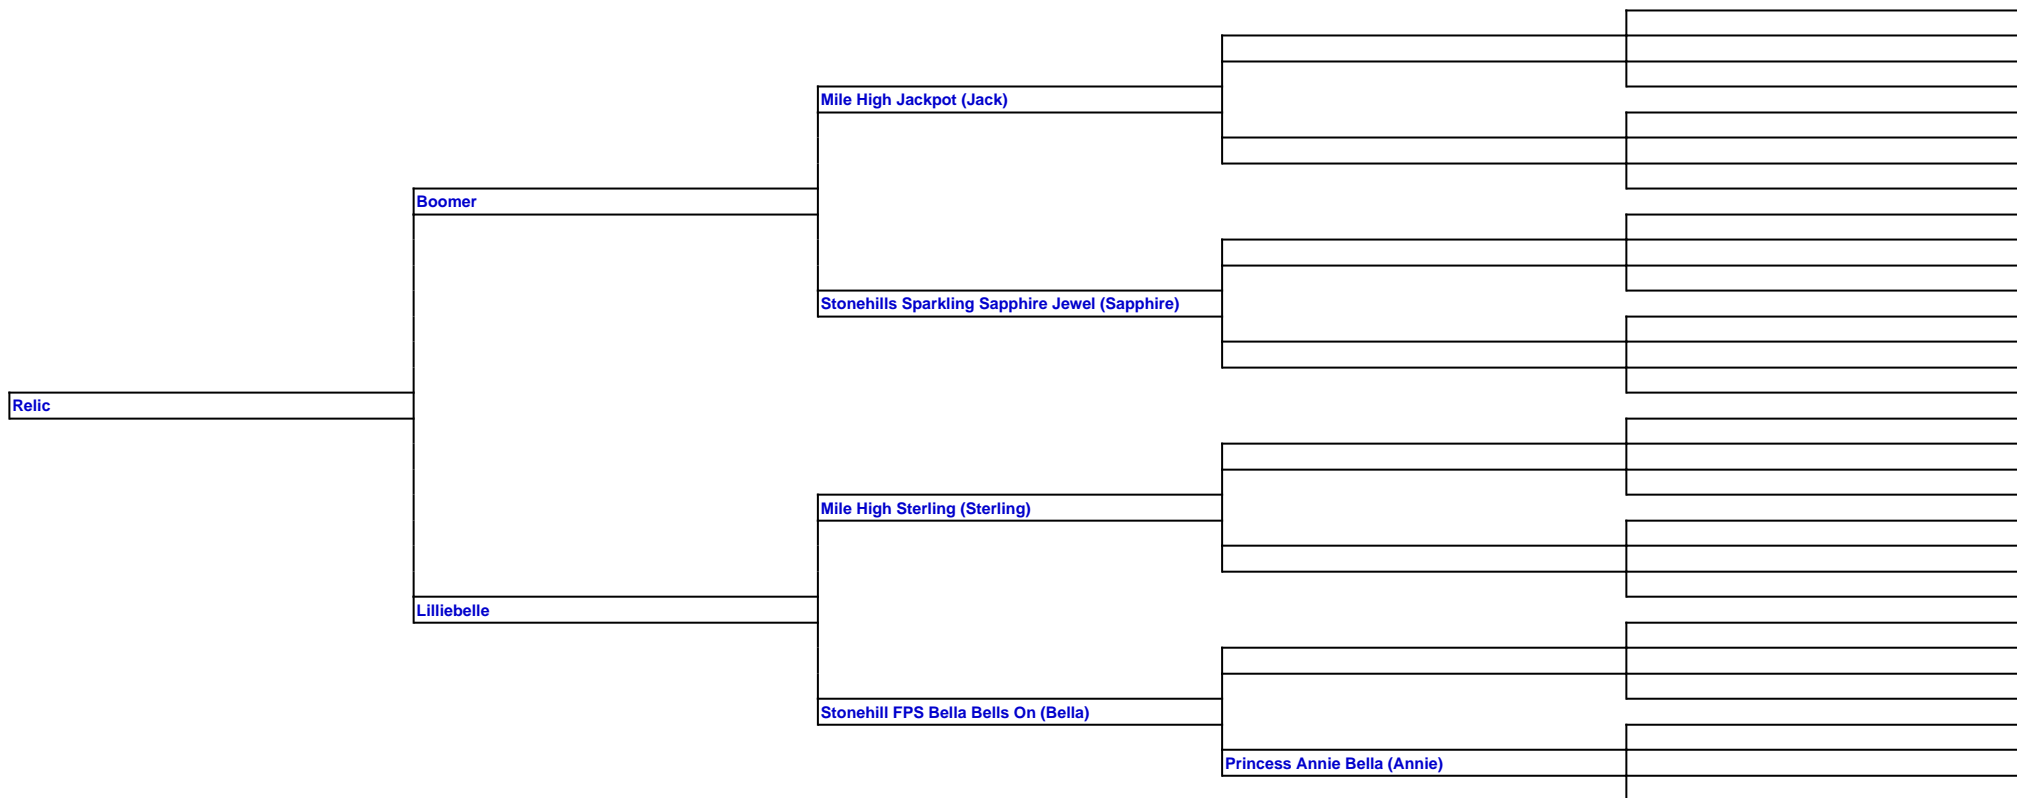 Mile High Jackpot (Jack)
Boomer
Stonehills Sparkling Sapphire Jewel (Sapphire)
Relic
Mile High Sterling (Sterling)
Lilliebelle
Stonehill FPS Bella Bells On (Bella)
Princess Annie Bella (Annie)